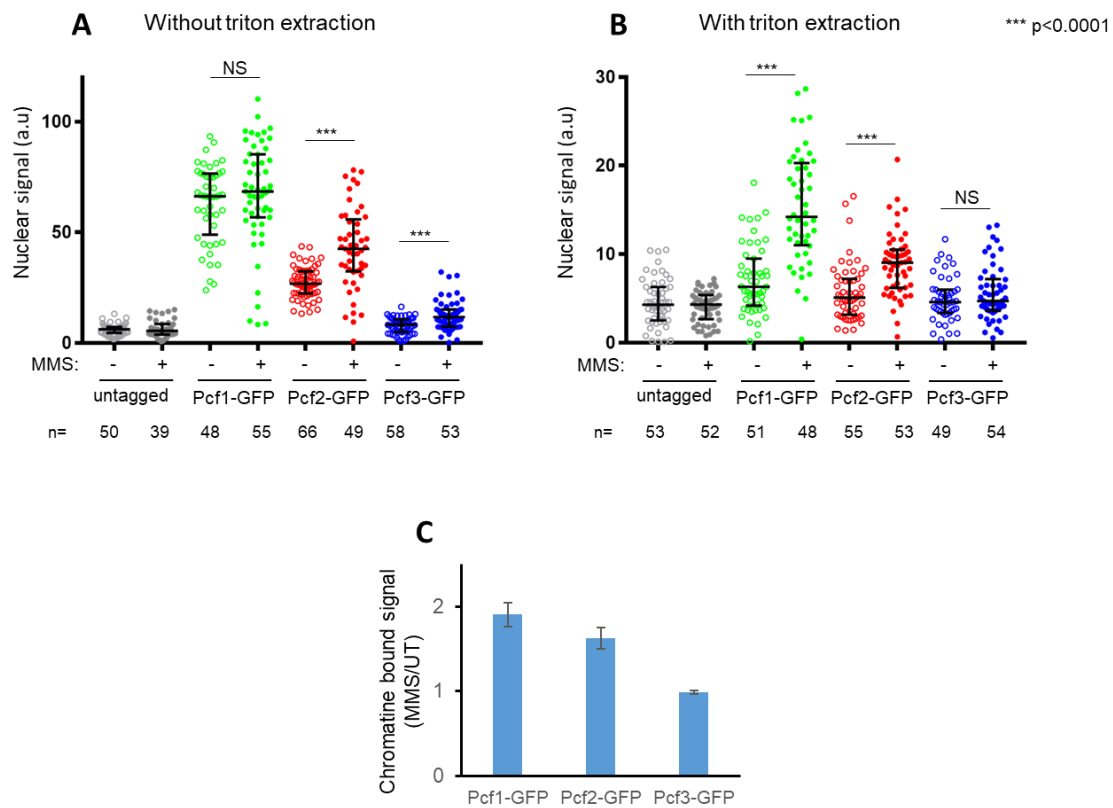 A Without triton extraction
NS
***
***
Nuclear signal (a.u)
100
50
0
MMS: - + - + - + - +
untagged Pcf1-GFP Pcf2-GFP Pcf3-GFP
n= 50 39 48 55 66 49 58 53
B With triton extraction
*** p<0.0001
***
***
NS
Nuclear signal (a.u)
30
20
10
0
MMS: - + - + - + - +
untagged Pcf1-GFP Pcf2-GFP Pcf3-GFP
n= 53 52 51 48 55 53 49 54
C
Chromatine bound signal
(MMS/UT)
2
1
0
Pcf1-GFP Pcf2-GFP Pcf3-GFP